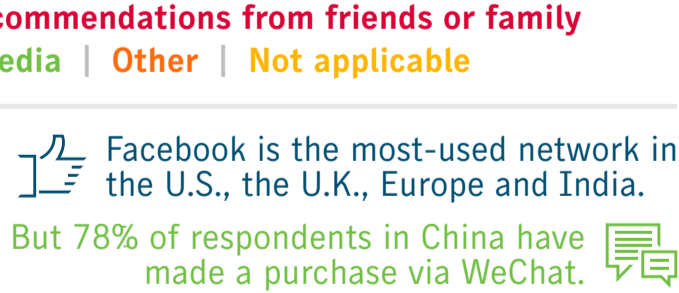 commendations from friends or family
edia | Other | Not applicable
Facebook is the most-used network in
the U.S., the U.K., Europe and India.
But 78% of respondents in China have
made a purchase via WeChat.